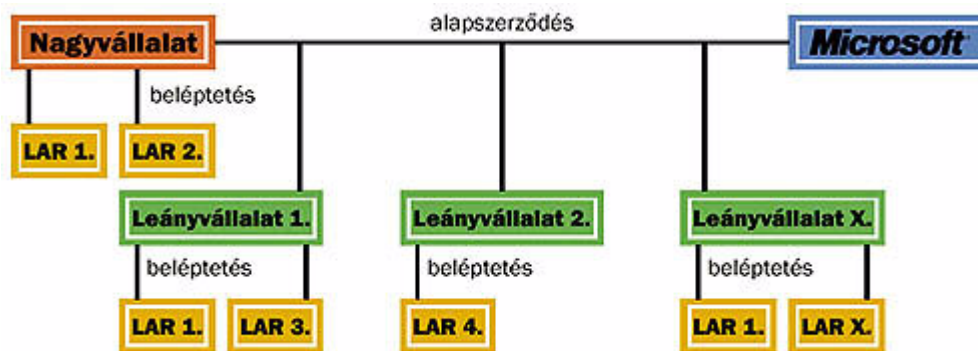 alapszerződés
Nagyvállalat
Microsoft
beléptetés
LAR 1.
LAR 2.
Leányvállalat 1.
Leányvállalat 2.
Leányvállalat X.
beléptetés
beléptetés
beléptetés
LAR 1.
LAR 3.
LAR 4.
LAR 1.
LAR X.